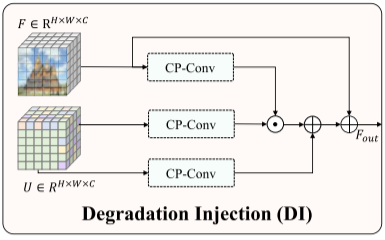 F ∈ R^{H×W×C}
CP-Conv
CP-Conv
F_{out}
CP-Conv
U ∈ R^{H×W×C}
Degradation Injection (DI)